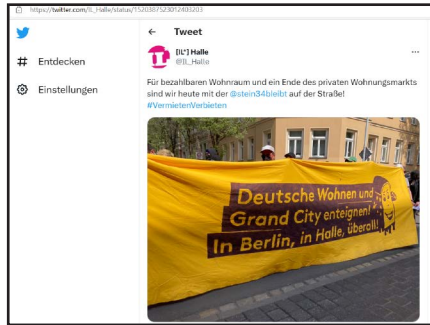 https://twitter.com/IL_Halle/status/1520387523012403203
← Tweet
# Entdecken
Einstellungen
[iL*] Halle
@IL_Halle
Für bezahlbaren Wohnraum und ein Ende des privaten Wohnungsmarkts
sind wir heute mit der @stein34bleibt auf der Straße!
#VermietenVerbieten
Deutsche Wohnen und
Grand City enteignen!
In Berlin, in Halle, überall!